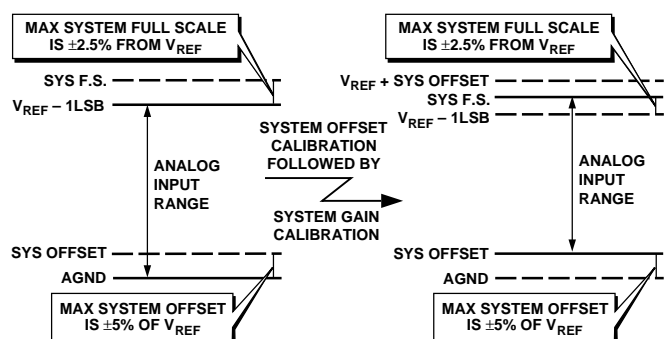 MAX SYSTEM FULL SCALE
IS ±2.5% FROM VREF
SYS F.S.
VREF – 1LSB
ANALOG
INPUT
RANGE
SYS OFFSET
AGND
MAX SYSTEM OFFSET
IS ±5% OF VREF
SYSTEM OFFSET
CALIBRATION
FOLLOWED BY
SYSTEM GAIN
CALIBRATION
MAX SYSTEM FULL SCALE
IS ±2.5% FROM VREF
VREF + SYS OFFSET
SYS F.S.
VREF – 1LSB
ANALOG
INPUT
RANGE
SYS OFFSET
AGND
MAX SYSTEM OFFSET
IS ±5% OF VREF